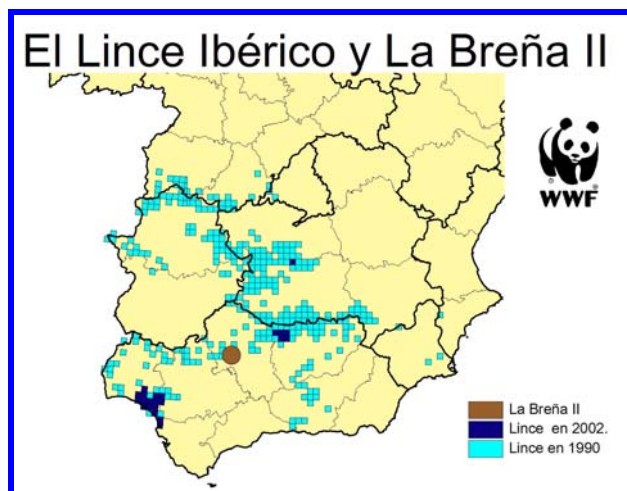 El Lince Ibérico y La Breña II
WWF
La Breña II
Lince en 2002.
Lince en 1990